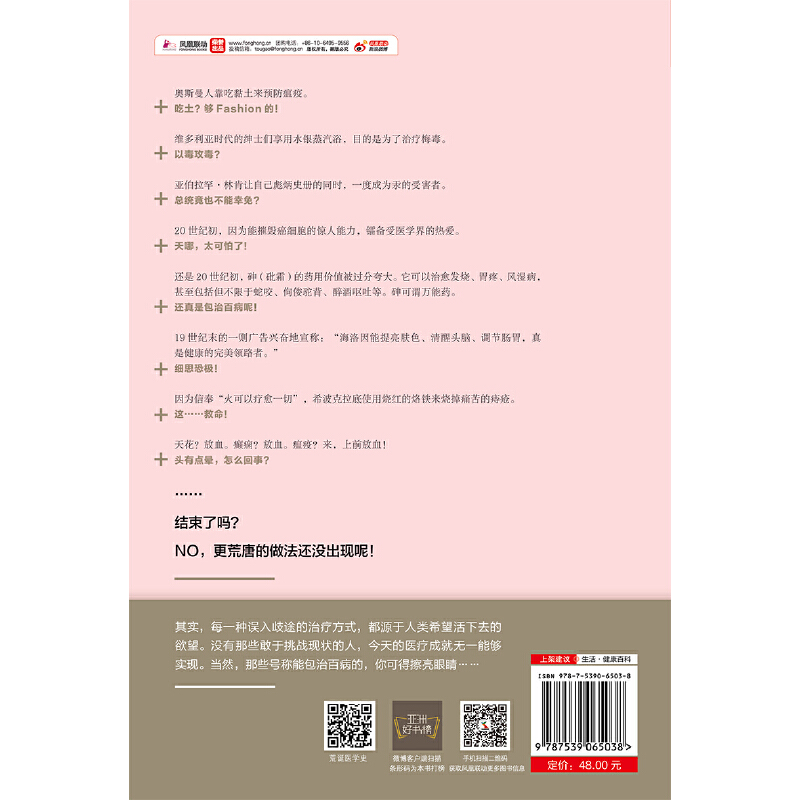 凤凰联动
FONGHONG BOOKS
荣誉出品
www.fonghong.cn 团购电话：+86-10-6495-9556
投稿信箱：tougao@fonghong.cn 版权所有，翻版必究
奥斯曼人靠吃黏土来预防瘟疫。
吃土？够 Fashion 的！
维多利亚时代的绅士们享用水银蒸汽浴，目的是为了治疗梅毒。
以毒攻毒？
亚伯拉罕·林肯让自己彪炳史册的同时，一度成为汞的受害者。
总统竟也不能幸免？
20 世纪初，因为能摧毁癌细胞的惊人能力，镭备受医学界的热爱。
天哪，太可怕了！
还是 20 世纪初，砷（砒霜）的药用价值被过分夸大。它可以治愈发烧、胃疼、风湿病，
甚至包括但不限于蛇咬、佝偻驼背、醉酒呕吐等。砷可谓万能药。
还真是包治百病呢！
19 世纪末的一则广告兴奋地宣称：“海洛因能提亮肤色、清醒头脑、调节肠胃，真
是健康的完美领路者。”
细思恐极！
因为信奉“火可以疗愈一切”，希波克拉底使用烧红的烙铁来烧掉痛苦的痔疮。
这……救命！
天花？放血。癫痫？放血。瘟疫？来，上前放血！
头有点晕，怎么回事？
……
结束了吗？
NO，更荒唐的做法还没出现呢！
其实，每一种误入歧途的治疗方式，都源于人类希望活下去的
欲望。没有那些敢于挑战现状的人，今天的医疗成就无一能够
实现。当然，那些号称能包治百病的，你可得擦亮眼睛……
上架建议 生活·健康百科
ISBN 978-7-5390-6503-8
9 787539 065038 >
定价：48.00 元
亚洲
好书榜
荒诞医学史
微博客户端扫描
条形码为本书打榜
手机扫描二维码
获取凤凰联动更多图书信息